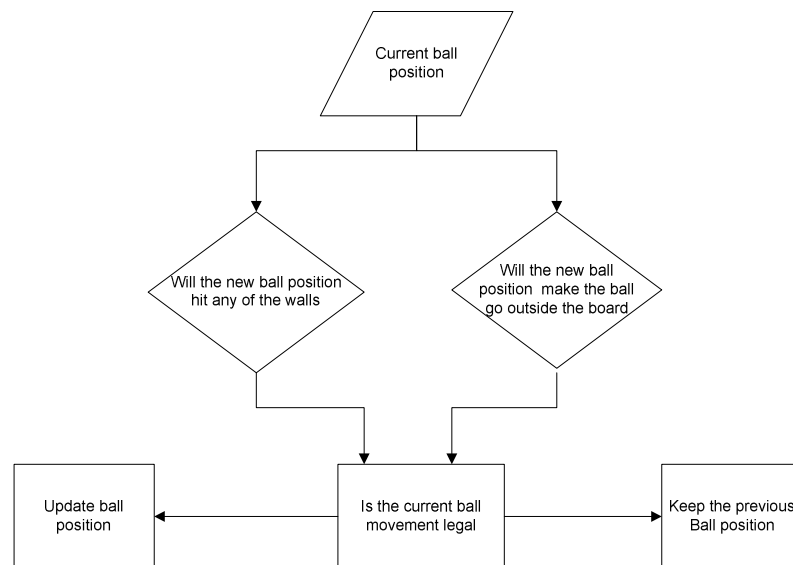 Current ball
position
Will the new ball position
hit any of the walls
Will the new ball
position make the ball
go outside the board
Update ball
position
Is the current ball
movement legal
Keep the previous
Ball position